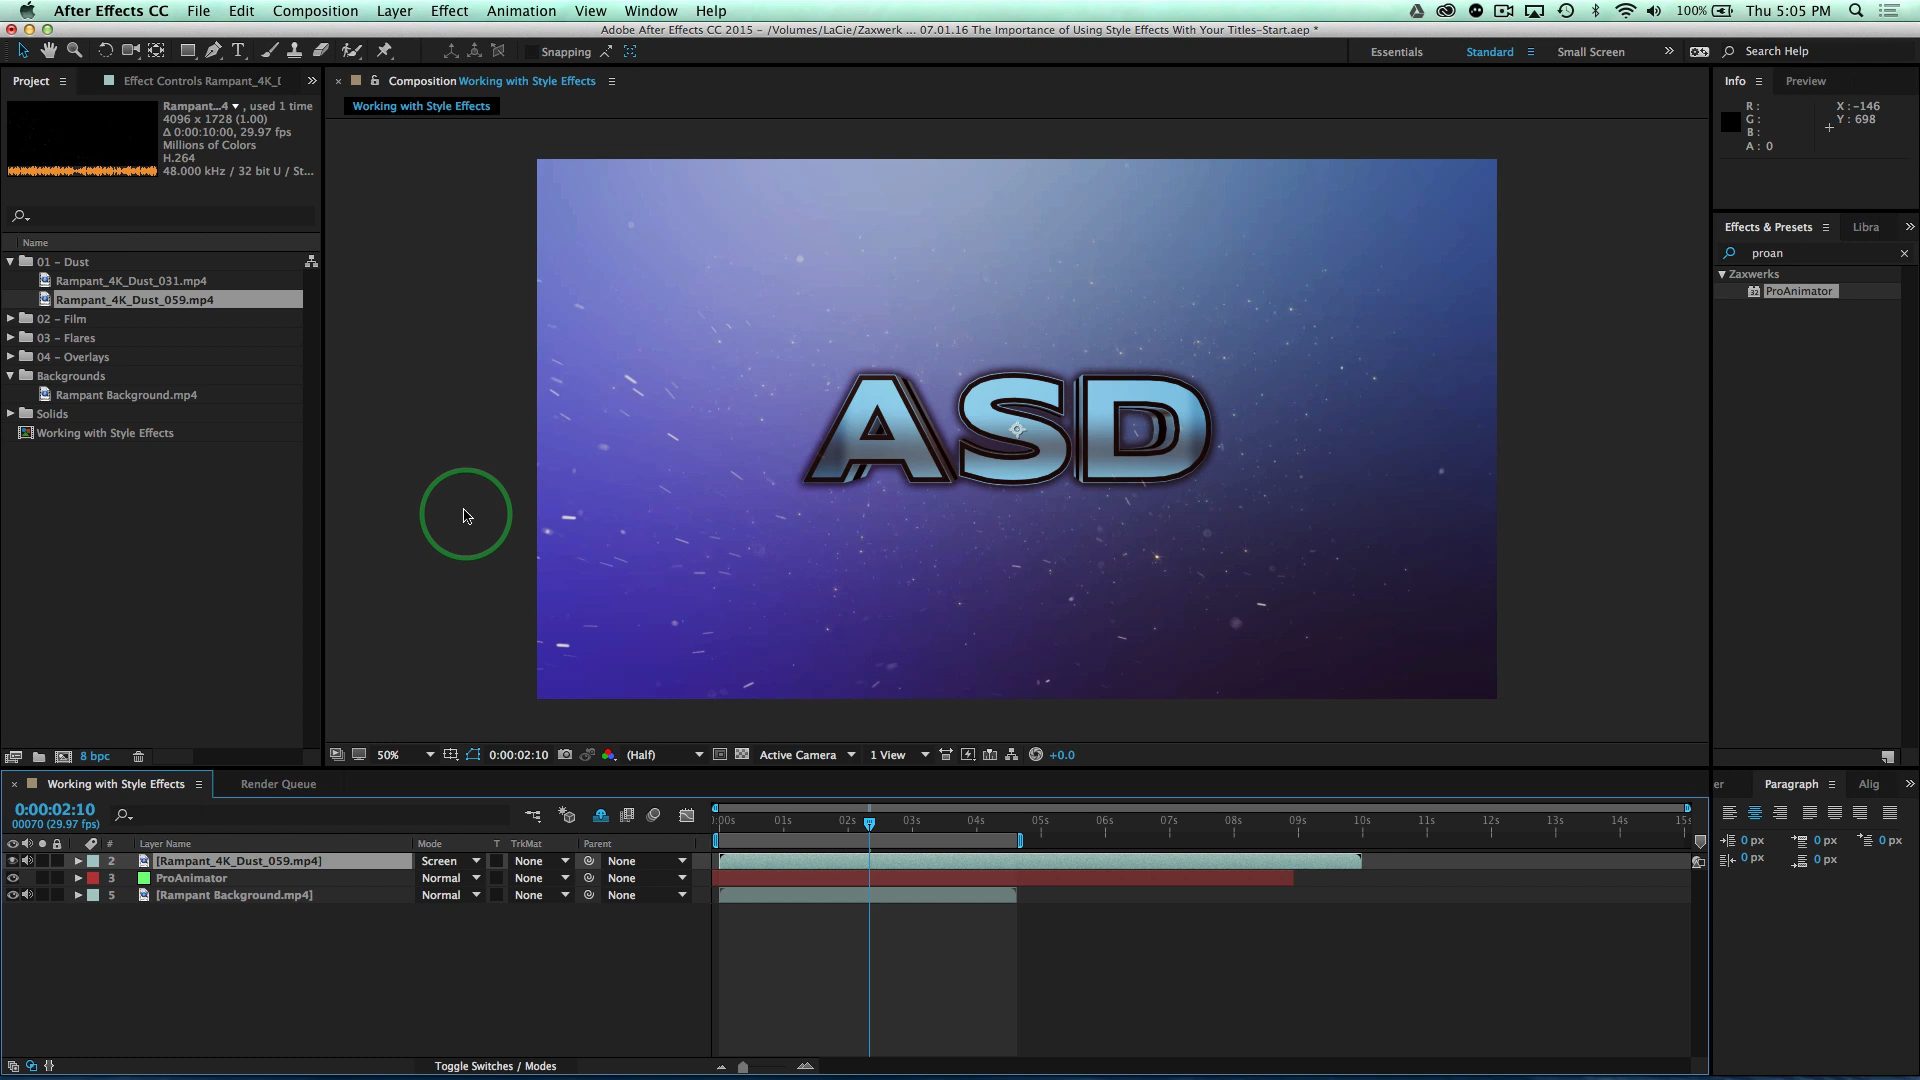 After Effects CC File Edit Composition Layer Effect Animation View Window Help 100% Thu 5:05 PM
Adobe After Effects CC 2015 - /Volumes/LaCie/Zaxwerk ... 07.01.16 The Importance of Using Style Effects With Your Titles-Start.aep *
T Snapping Essentials Standard Small Screen » Search Help
Project Effect Controls Rampant_4K_D » × Composition Working with Style Effects Info Preview
Working with Style Effects
Rampant...4 ▼ , used 1 time
4096 x 1728 (1.00)
Δ 0:00:10:00, 29.97 fps
Millions of Colors
H.264
48.000 kHz / 32 bit U / St...
R : X : -146
G : Y : 698
B :
A : 0
Effects & Presets Libra »
proan ×
Zaxwerks
32 ProAnimator
Name
01 - Dust
Rampant_4K_Dust_031.mp4
Rampant_4K_Dust_059.mp4
02 - Film
03 - Flares
04 - Overlays
Backgrounds
Rampant Background.mp4
Solids
Working with Style Effects
ASD
8 bpc
50% 0:00:02:10 (Half) Active Camera 1 View +0.0
× Working with Style Effects Render Queue
er Paragraph Alig »
0:00:02:10
00070 (29.97 fps)
):00s 01s 02s 03s 04s 05s 06s 07s 08s 09s 10s 11s 12s 13s 14s 15s
0 px 0 px 0 px
0 px 0 px
# Layer Name Mode T TrkMat Parent
2 [Rampant_4K_Dust_059.mp4] Screen None None
3 ProAnimator Normal None None
5 [Rampant Background.mp4] Normal None None
Toggle Switches / Modes